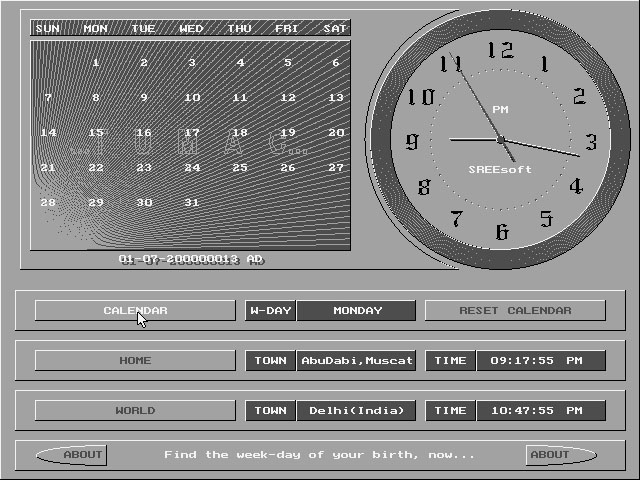 SUN MON TUE WED THU FRI SAT
1 2 3 4 5 6
7 8 9 10 11 12 13
14 15 16 17 18 19 20
21 22 23 24 25 26 27
28 29 30 31
01-07-200000013 AD
12
11 1
10 2
PM
9 3
SREEsoft
8 4
7 5
6
CALENDAR W-DAY MONDAY RESET CALENDAR
HOME TOWN AbuDabi,Muscat TIME 09:17:55 PM
WORLD TOWN Delhi(India) TIME 10:47:55 PM
ABOUT Find the week-day of your birth, now... ABOUT